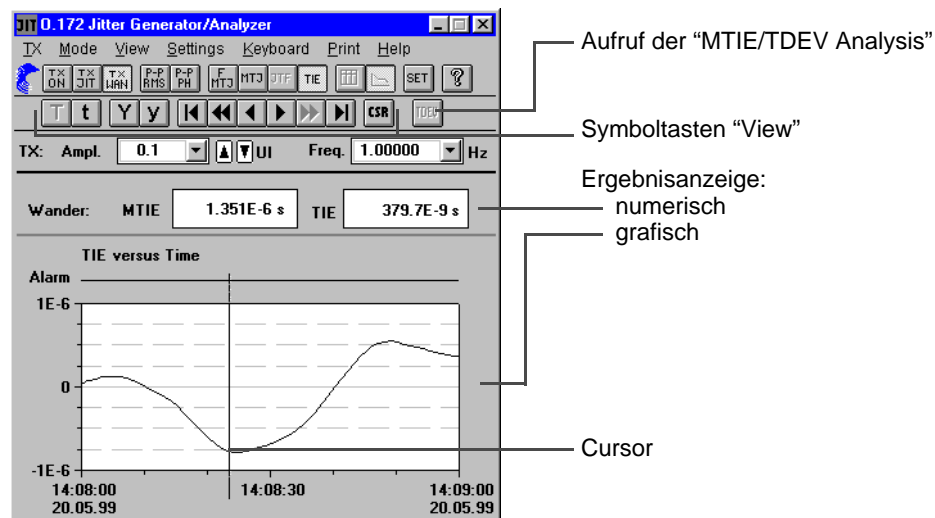 JIT O.172 Jitter Generator/Analyzer
TX Mode View Settings Keyboard Print Help
TX ON TX JIT TX WAN P-P RMS P-P PH F MTJ MTJ JTF TIE SET ?
T t Y y CSR TDEV
TX: Ampl. 0.1 UI Freq. 1.00000 Hz
Wander: MTIE 1.351E-6 s TIE 379.7E-9 s
TIE versus Time
Alarm
1E-6
0
-1E-6
14:08:00 14:08:30 14:09:00
20.05.99 20.05.99
Aufruf der “MTIE/TDEV Analysis”
Symboltasten “View”
Ergebnisanzeige:
numerisch
grafisch
Cursor